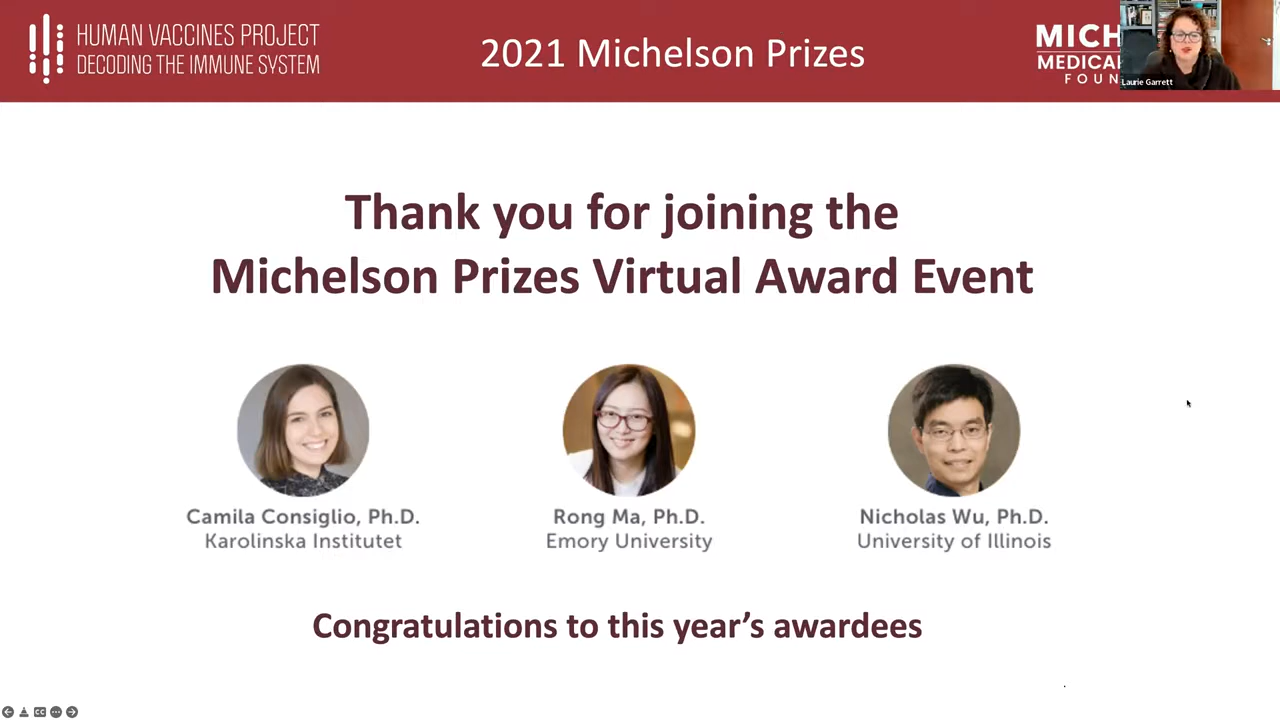 HUMAN VACCINES PROJECT
DECODING THE IMMUNE SYSTEM
2021 Michelson Prizes
MICH
MEDICAL
FOUN
Laurie Garrett
Thank you for joining the
Michelson Prizes Virtual Award Event
Camila Consiglio, Ph.D.
Karolinska Institutet
Rong Ma, Ph.D.
Emory University
Nicholas Wu, Ph.D.
University of Illinois
Congratulations to this year’s awardees
CC